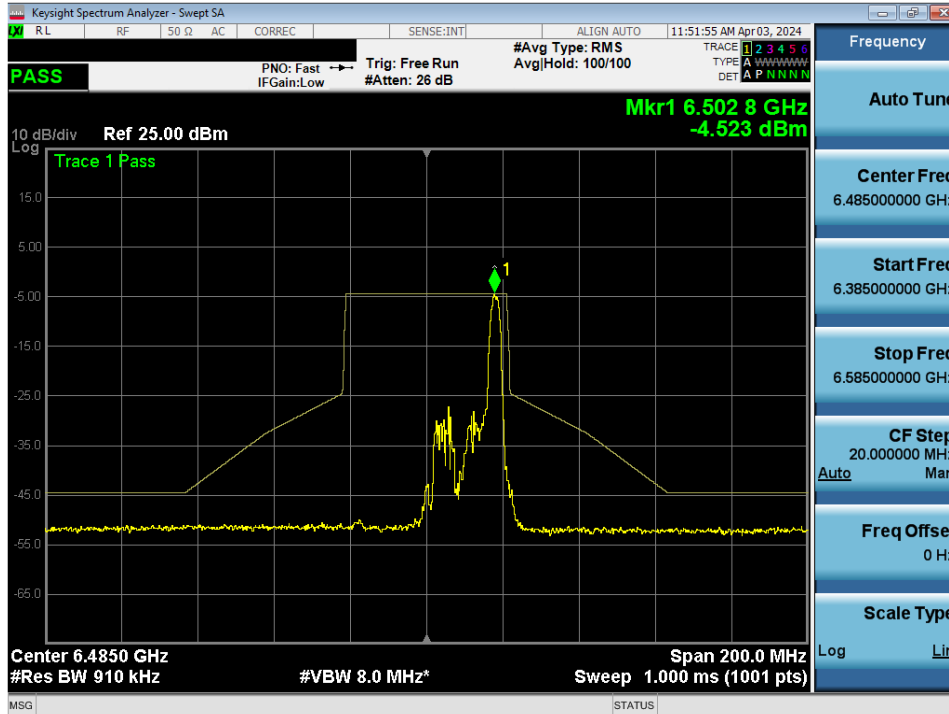 Keysight Spectrum Analyzer - Swept SA
LXI RL RF 50 Ω AC CORREC SENSE:INT ALIGN AUTO 11:51:55 AM Apr 03, 2024
PASS
PNO: Fast
IFGain:Low
Trig: Free Run
#Atten: 26 dB
#Avg Type: RMS
Avg|Hold: 100/100
TRACE 1 2 3 4 5 6
TYPE A WWWWW
DET A P N N N N
Mkr1 6.502 8 GHz
-4.523 dBm
10 dB/div Ref 25.00 dBm
Log
Trace 1 Pass
15.0
5.00
-5.00
-15.0
-25.0
-35.0
-45.0
-55.0
-65.0
1
Center 6.4850 GHz Span 200.0 MHz
#Res BW 910 kHz #VBW 8.0 MHz* Sweep 1.000 ms (1001 pts)
MSG STATUS
Frequency
Auto Tune
Center Freq
6.485000000 GHz
Start Freq
6.385000000 GHz
Stop Freq
6.585000000 GHz
CF Step
20.000000 MHz
Auto Man
Freq Offset
0 Hz
Scale Type
Log Lin